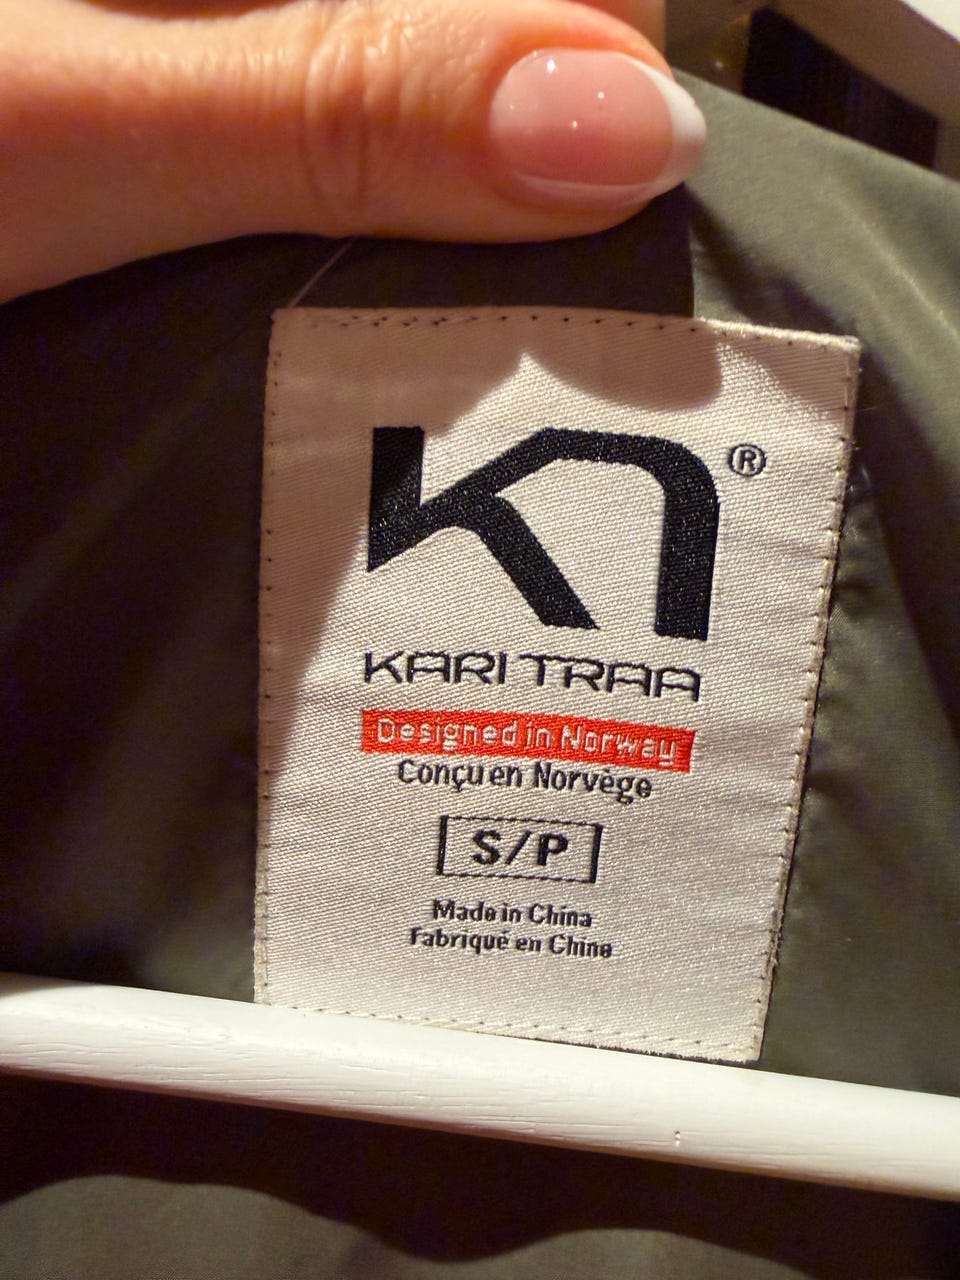 ®
KARI TRAA
Designed in Norway
Conçu en Norvège
S/P
Made in China
Fabriqué en Chine